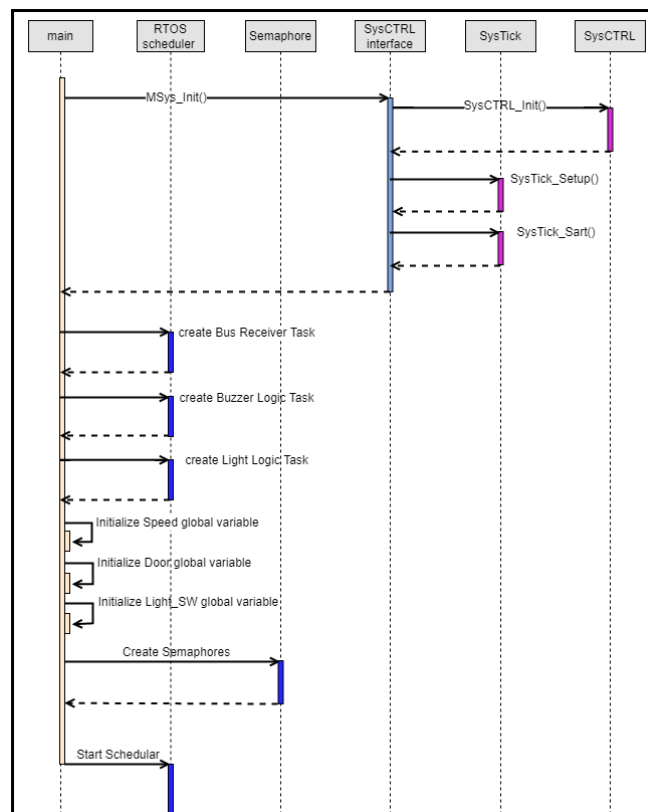 main
RTOS
scheduler
Semaphore
SysCTRL
interface
SysTick
SysCTRL
MSys_Init()
SysCTRL_Init()
SysTick_Setup()
SysTick_Sart()
create Bus Receiver Task
create Buzzer Logic Task
create Light Logic Task
Initialize Speed global variable
Initialize Door global variable
Initialize Light_SW global variable
Create Semaphores
Start Schedular